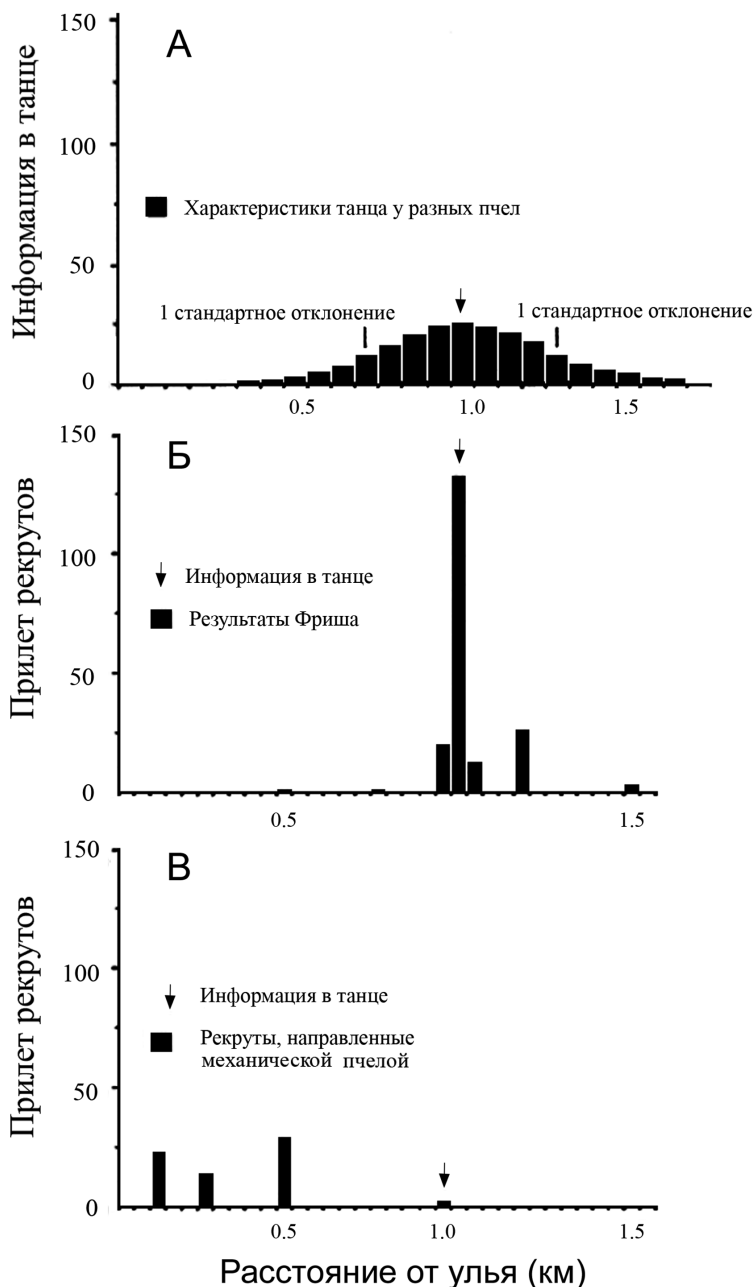 150
А
100
Характеристики танца у разных пчел
50
1 стандартное отклонение
1 стандартное отклонение
0
0.5
1.0
1.5
Информация в танце
150
Б
100
Информация в танце
Результаты Фриша
50
0
0.5
1.5
Прилет рекрутов
150
В
100
Информация в танце
Рекруты, направленные
механической пчелой
50
0
0.5
1.0
1.5
Прилет рекрутов
Расстояние от улья (км)